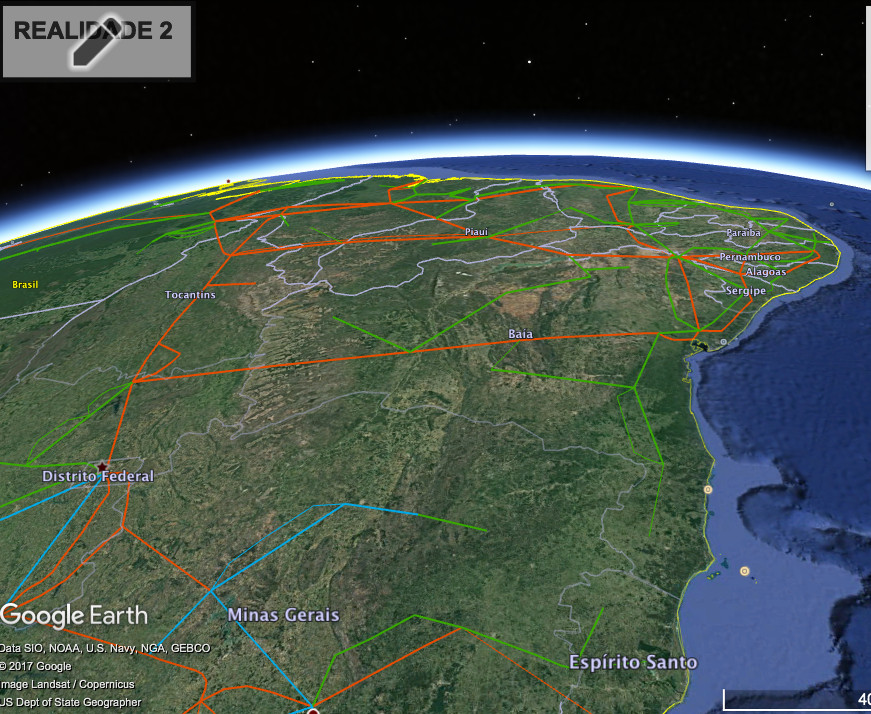 REALIDADE 2
Piauí
Paraíba
Pernambuco
Alagoas
Sergipe
Brasil
Tocantins
Baía
Distrito Federal
Minas Gerais
Espírito Santo
Google Earth
Data SIO, NOAA, U.S. Navy, NGA, GEBCO
© 2017 Google
Image Landsat / Copernicus
US Dept of State Geographer
40